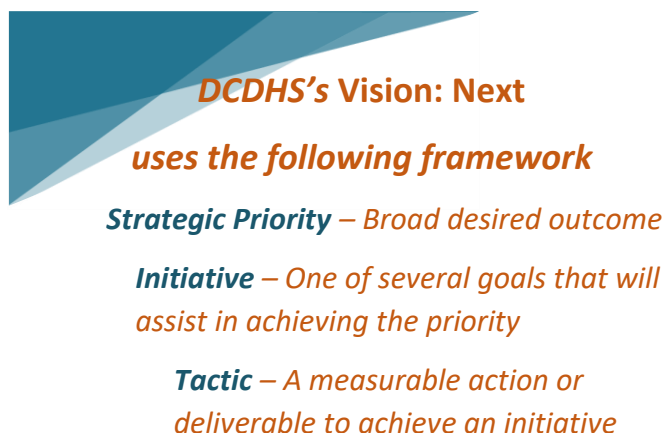 DCDHS's Vision: Next
uses the following framework
Strategic Priority – Broad desired outcome
Initiative – One of several goals that will
assist in achieving the priority
Tactic – A measurable action or
deliverable to achieve an initiative